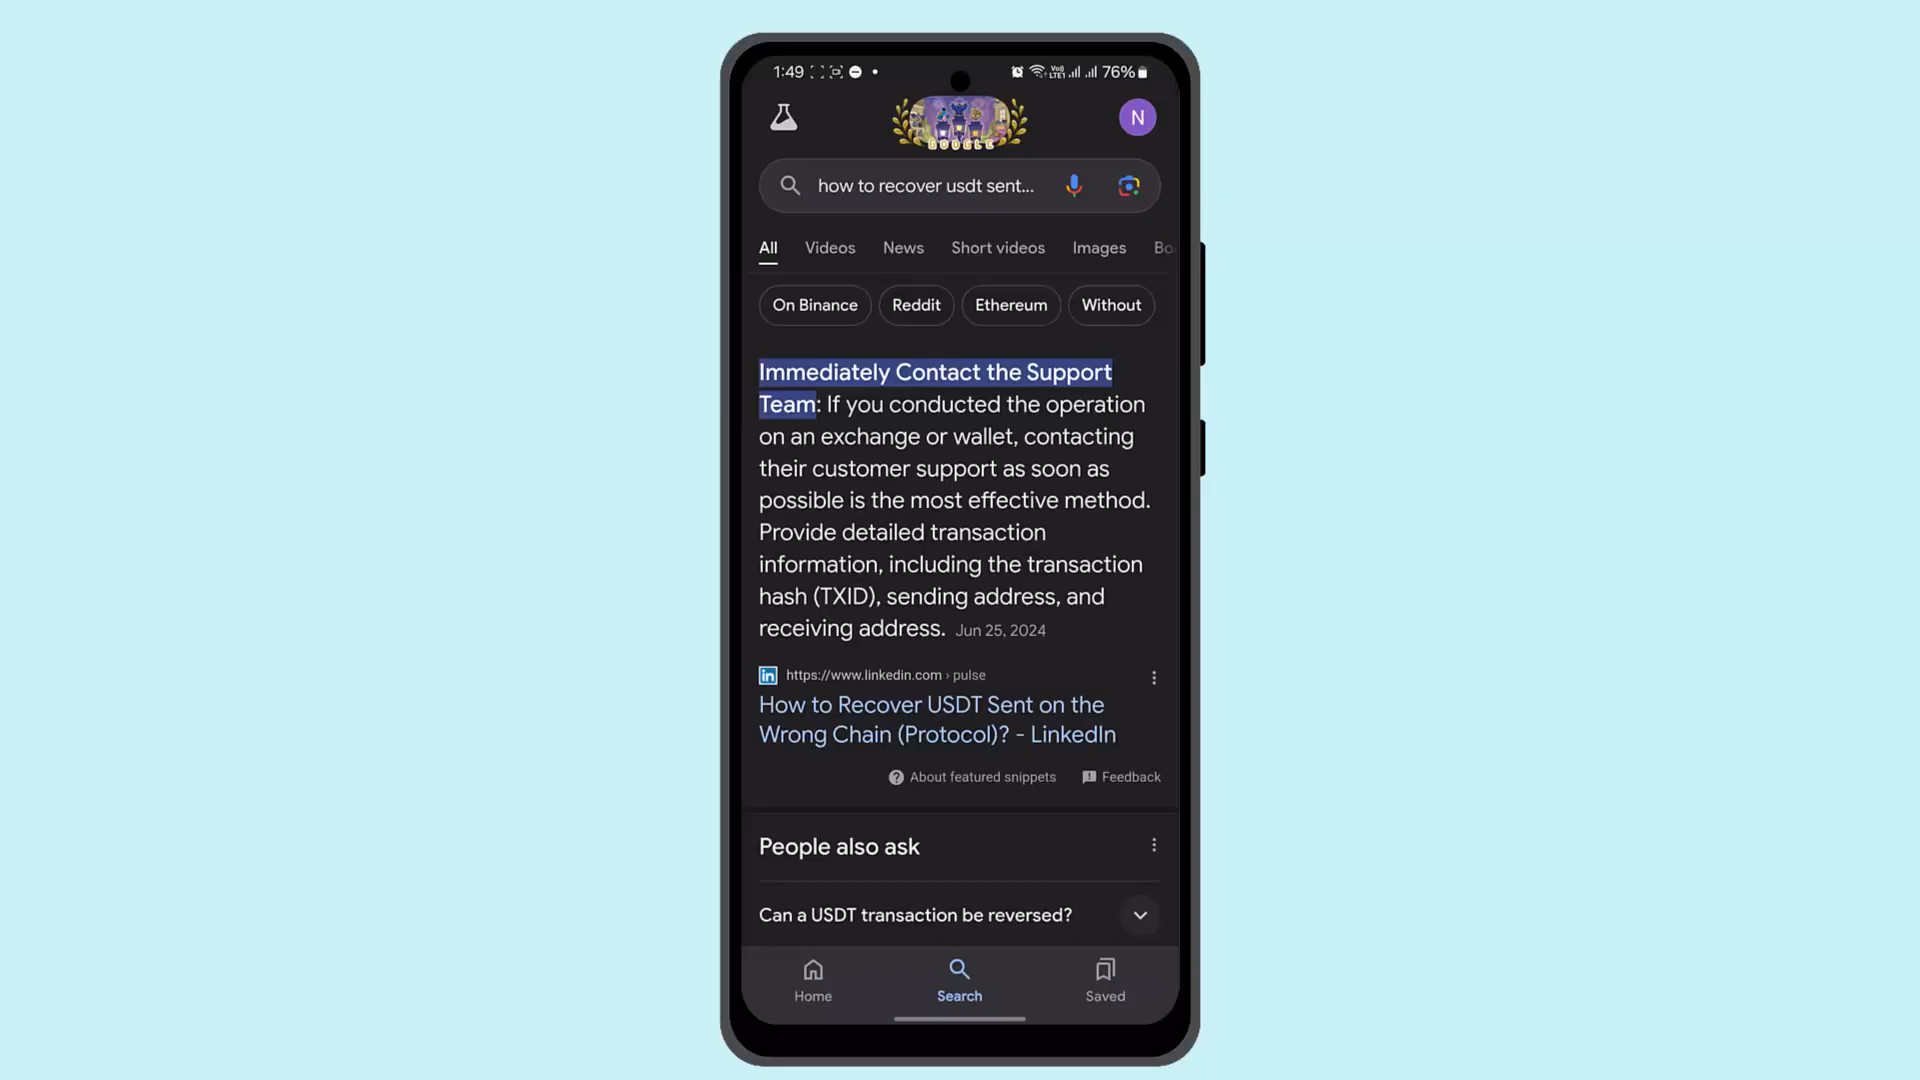 1:49
VoI)
LTE1
76%
GOOGLE
N
how to recover usdt sent...
All Videos News Short videos Images Bo
On Binance Reddit Ethereum Without
Immediately Contact the Support
Team: If you conducted the operation
on an exchange or wallet, contacting
their customer support as soon as
possible is the most effective method.
Provide detailed transaction
information, including the transaction
hash (TXID), sending address, and
receiving address. Jun 25, 2024
in https://www.linkedin.com › pulse
How to Recover USDT Sent on the
Wrong Chain (Protocol)? - LinkedIn
About featured snippets Feedback
People also ask
Can a USDT transaction be reversed?
Home Search Saved